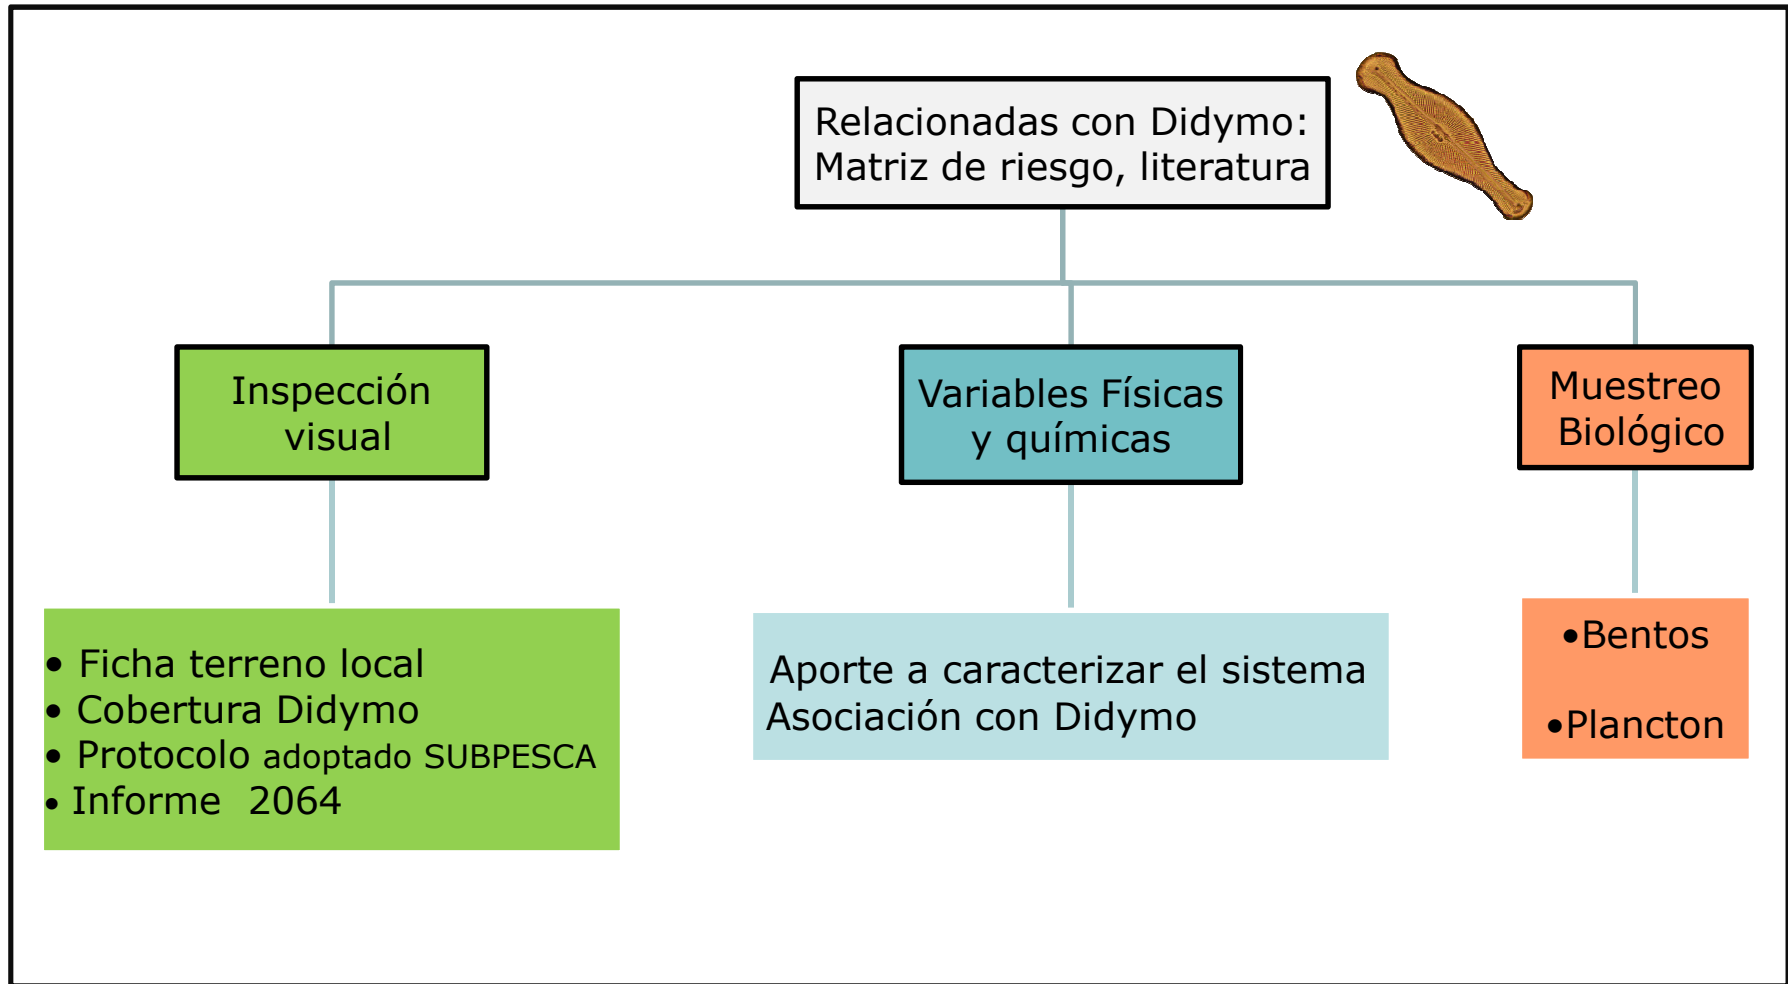 Relacionadas con Didymo:
Matriz de riesgo, literatura
Inspección
visual
Variables Físicas
y químicas
Muestreo
Biológico
• Ficha terreno local
• Cobertura Didymo
• Protocolo adoptado SUBPESCA
• Informe 2064
Aporte a caracterizar el sistema
Asociación con Didymo
•Bentos
•Plancton